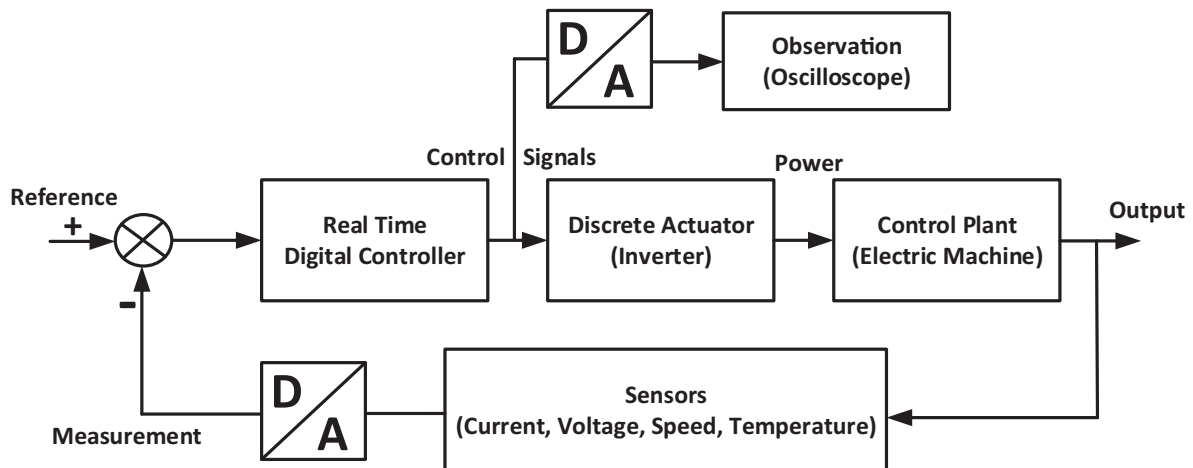 D
A
Observation
(Oscilloscope)
Control Signals
Power
Reference
+
Real Time
Digital Controller
Discrete Actuator
(Inverter)
Control Plant
(Electric Machine)
Output
-
D
A
Sensors
(Current, Voltage, Speed, Temperature)
Measurement